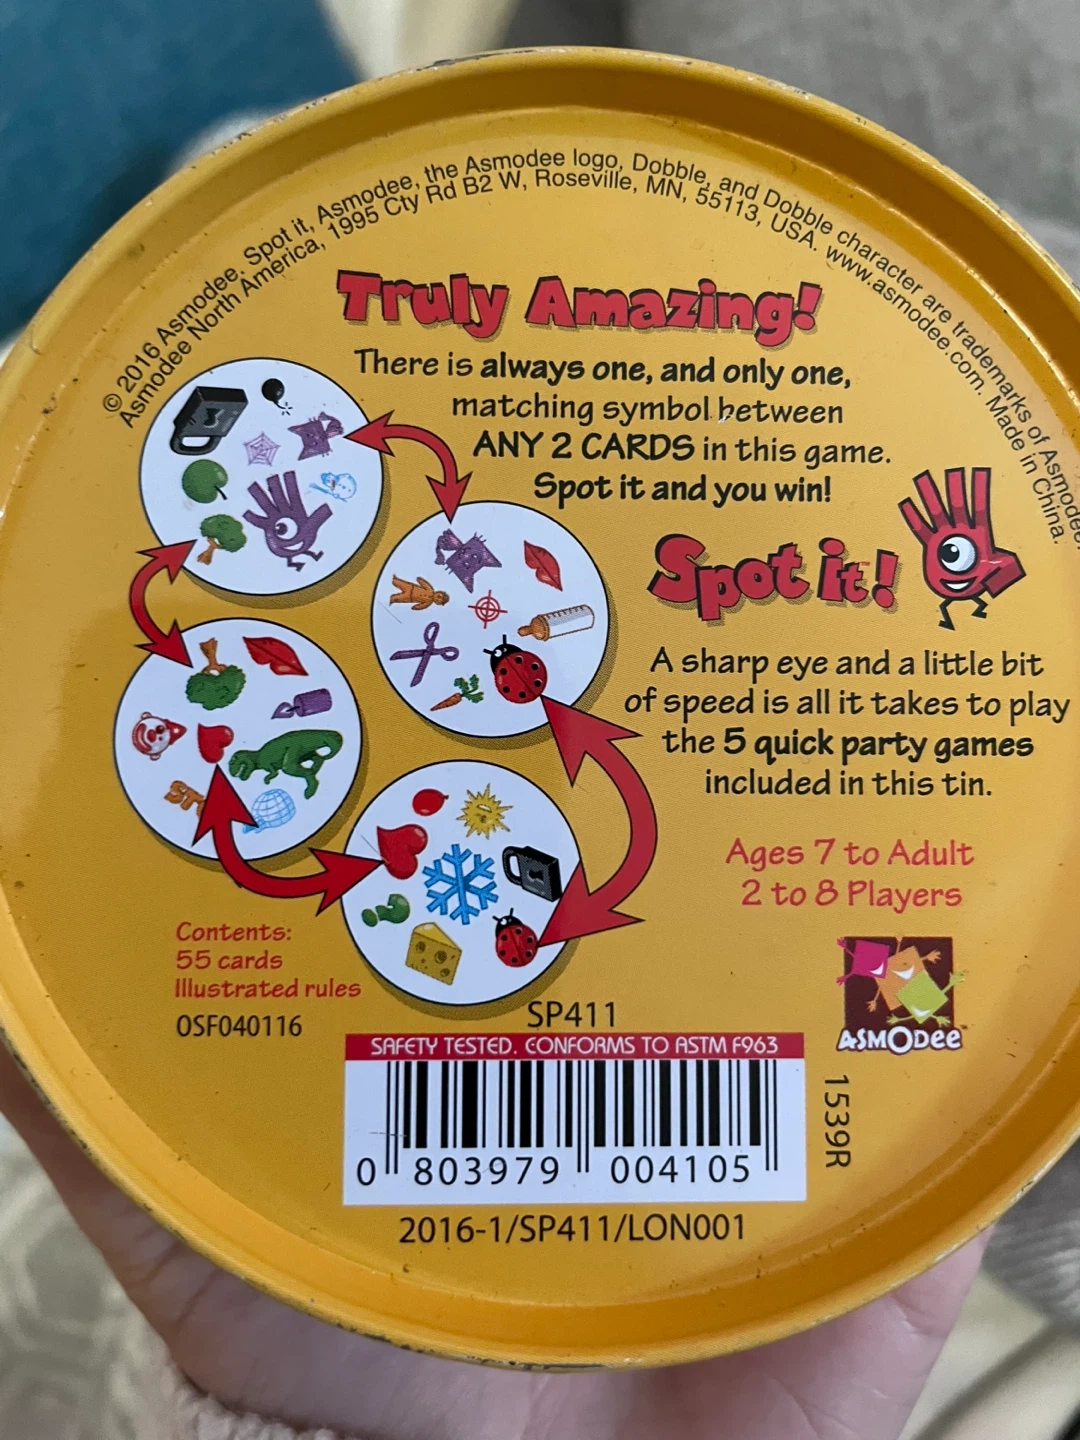 © 2016 Asmodee. Spot it, Asmodee, the Asmodee logo, Dobble, and Dobble character are trademarks of Asmodee.
Asmodee North America, 1995 Cty Rd B2 W, Roseville, MN, 55113, USA. www.asmodee.com. Made in China.
Truly Amazing!
There is always one, and only one,
matching symbol between
ANY 2 CARDS in this game.
Spot it and you win!
Spot it!
A sharp eye and a little bit
of speed is all it takes to play
the 5 quick party games
included in this tin.
Ages 7 to Adult
2 to 8 Players
Contents:
55 cards
Illustrated rules
OSF040116
SP411
SAFETY TESTED. CONFORMS TO ASTM F963
ASMODee
1539R
0 803979 004105
2016-1/SP411/LON001